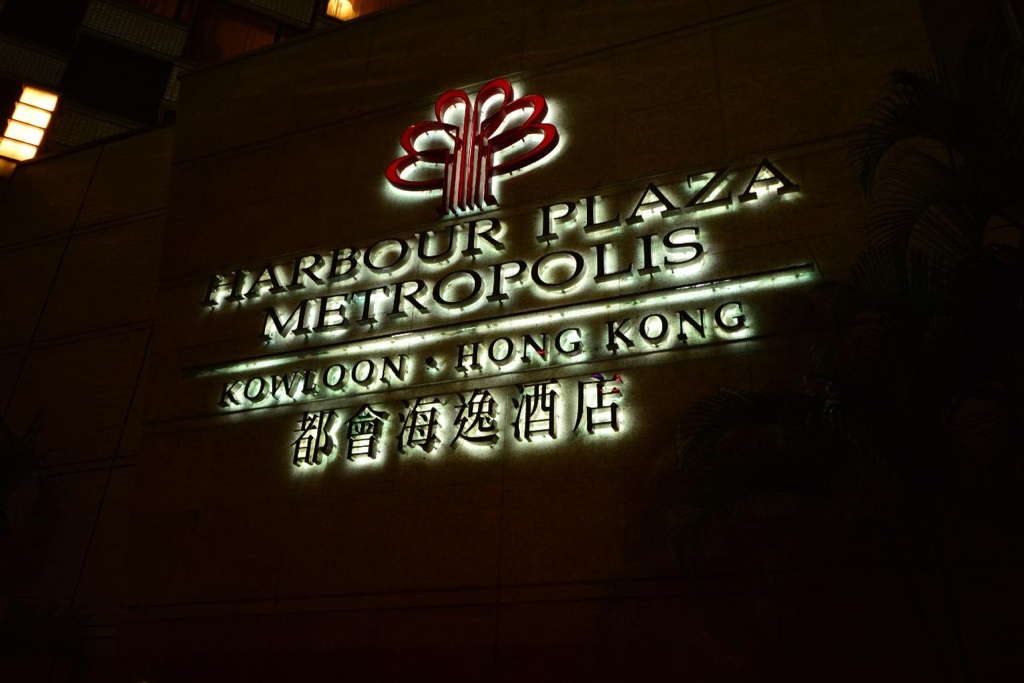 HARBOUR PLAZA
METROPOLIS
KOWLOON · HONG KONG
都會海逸酒店